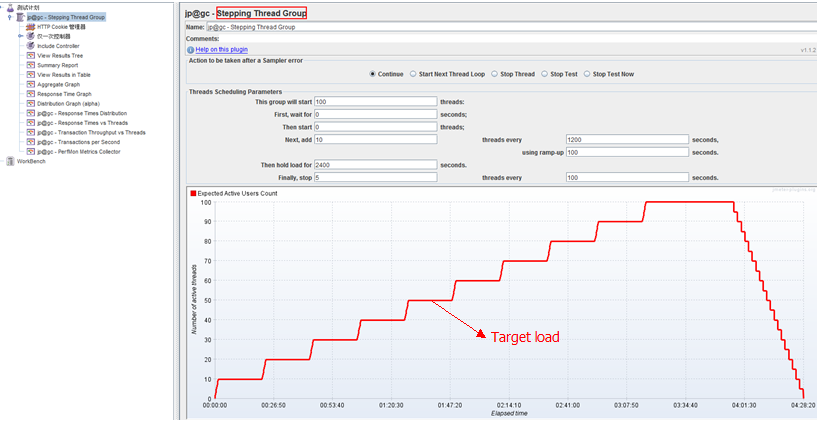 测试计划
jp@gc - Stepping Thread Group
HTTP Cookie 管理器
仅一次控制器
Include Controller
View Results Tree
Summary Report
View Results in Table
Aggregate Graph
Response Time Graph
Distribution Graph (alpha)
jp@gc - Response Times Distribution
jp@gc - Response Times vs Threads
jp@gc - Transaction Throughput vs Threads
jp@gc - Transactions per Second
jp@gc - PerfMon Metrics Collector
WorkBench
jp@gc - Stepping Thread Group
Name: jp@gc - Stepping Thread Group
Comments:
Help on this plugin v1.1.2
Action to be taken after a Sampler error
Continue Start Next Thread Loop Stop Thread Stop Test Stop Test Now
Threads Scheduling Parameters
This group will start 100 threads:
First, wait for 0 seconds;
Then start 0 threads;
Next, add 10 threads every 1200 seconds,
using ramp-up 100 seconds.
Then hold load for 2400 seconds.
Finally, stop 5 threads every 100 seconds.
Expected Active Users Count
100
90
80
70
60
50
40
30
20
10
0
Number of active threads
Target load
00:00:00 00:26:50 00:53:40 01:20:30 01:47:20 02:14:10 02:41:00 03:07:50 03:34:40 04:01:30 04:28:20
Elapsed time